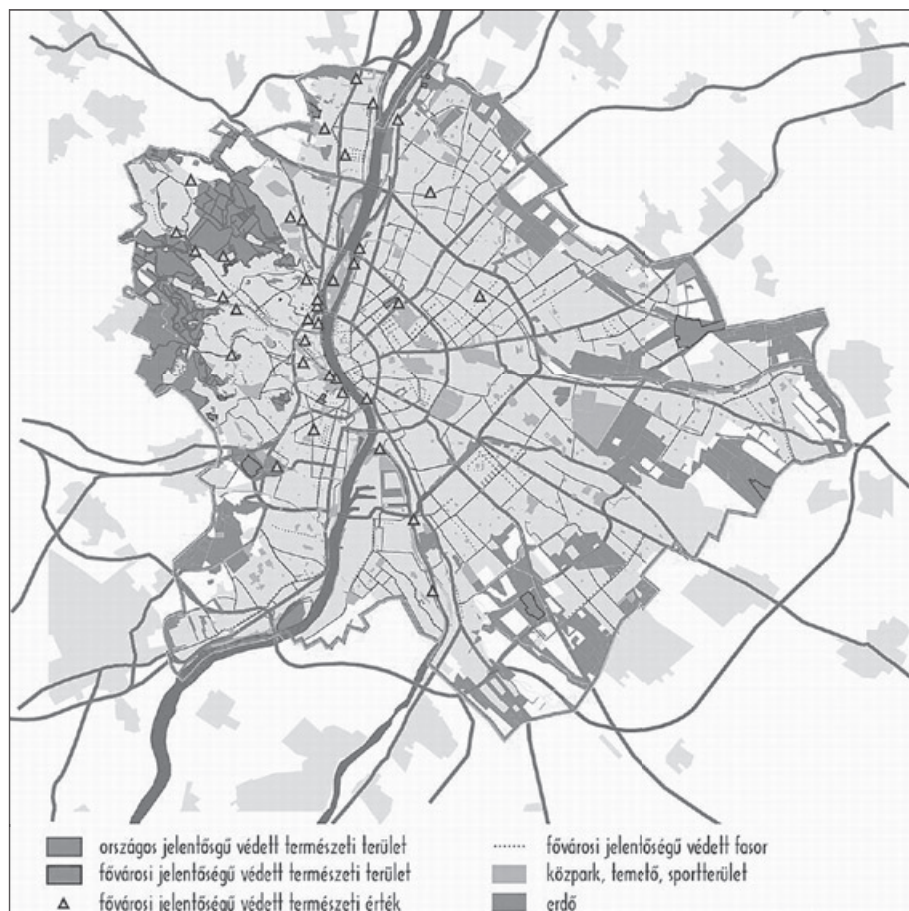 országos jelentősgű védett természeti terület
fővárosi jelentőségű védett természeti terület
fővárosi jelentőségű védett természeti érték
fővárosi jelentőségű védett fasor
közpark, temető, sportterület
erdő